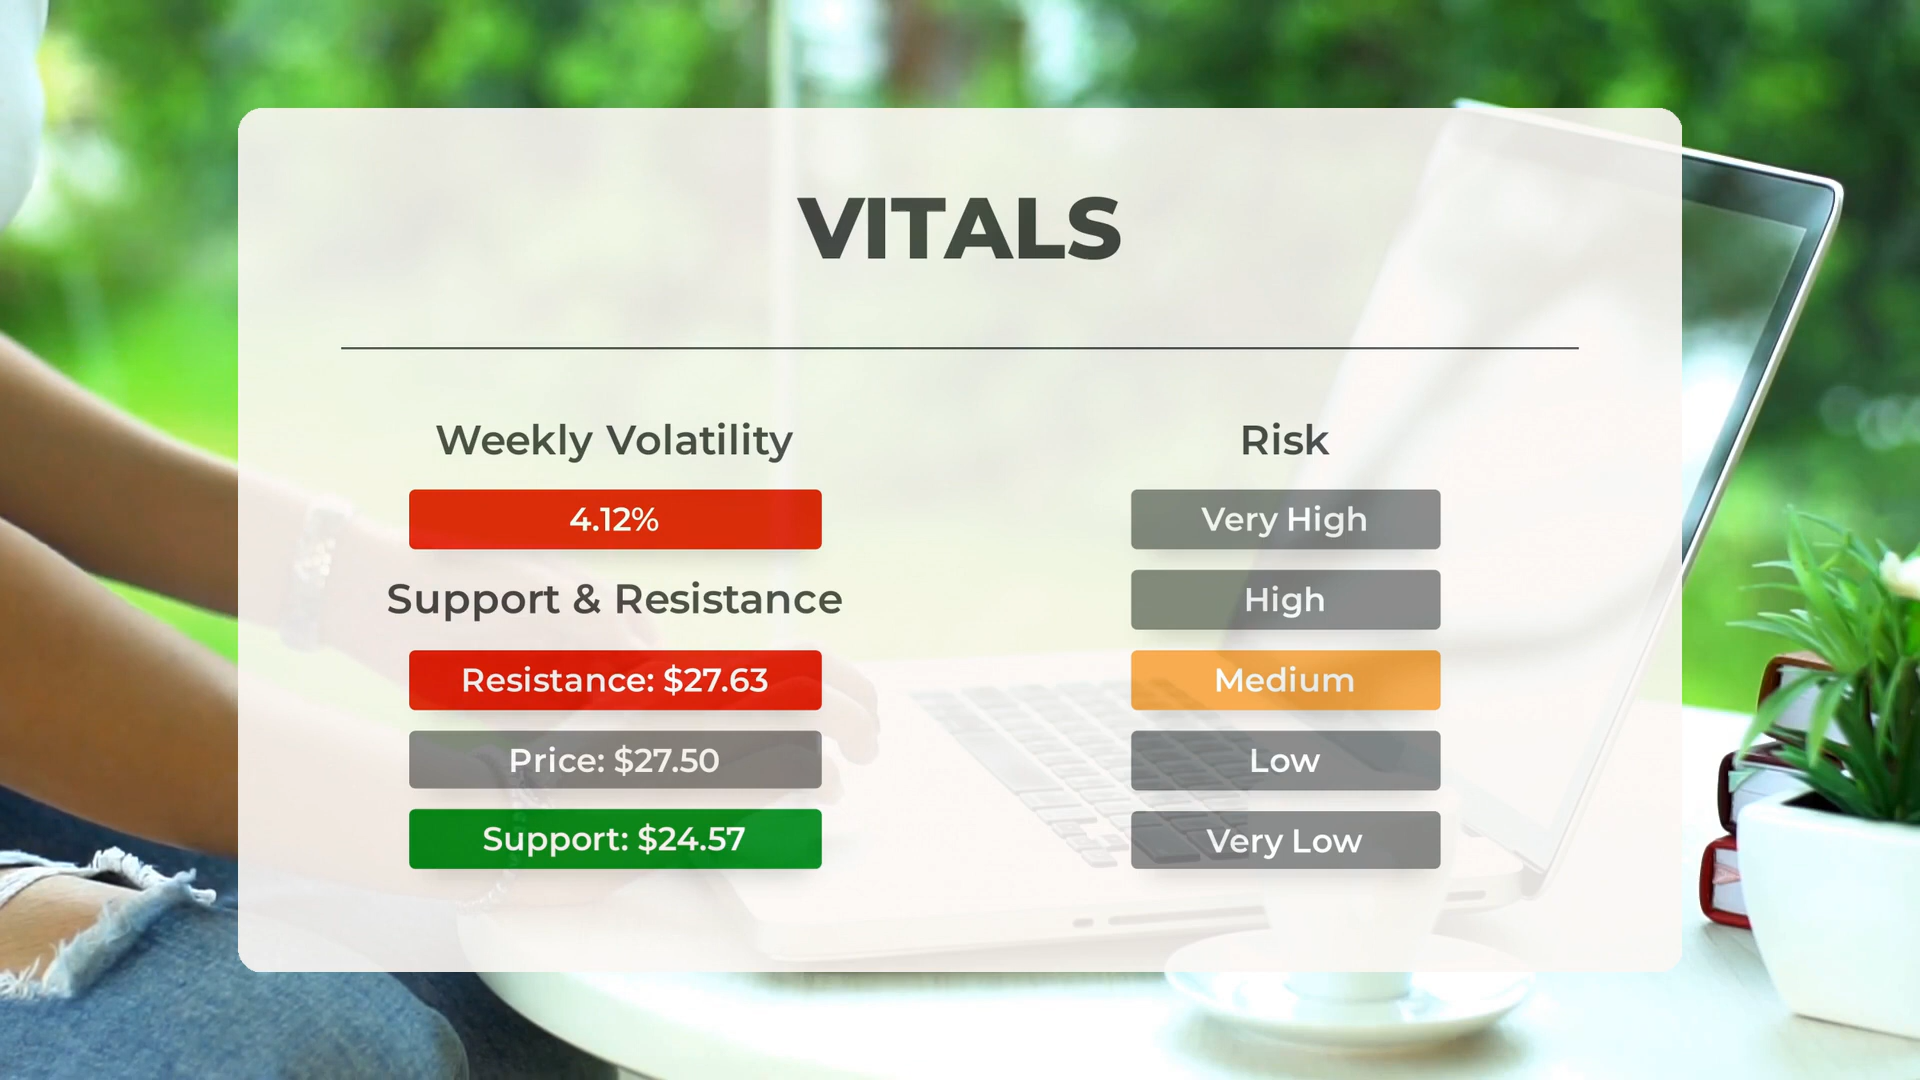 VITALS
Weekly Volatility
4.12%
Support & Resistance
Resistance: $27.63
Price: $27.50
Support: $24.57
Risk
Very High
High
Medium
Low
Very Low